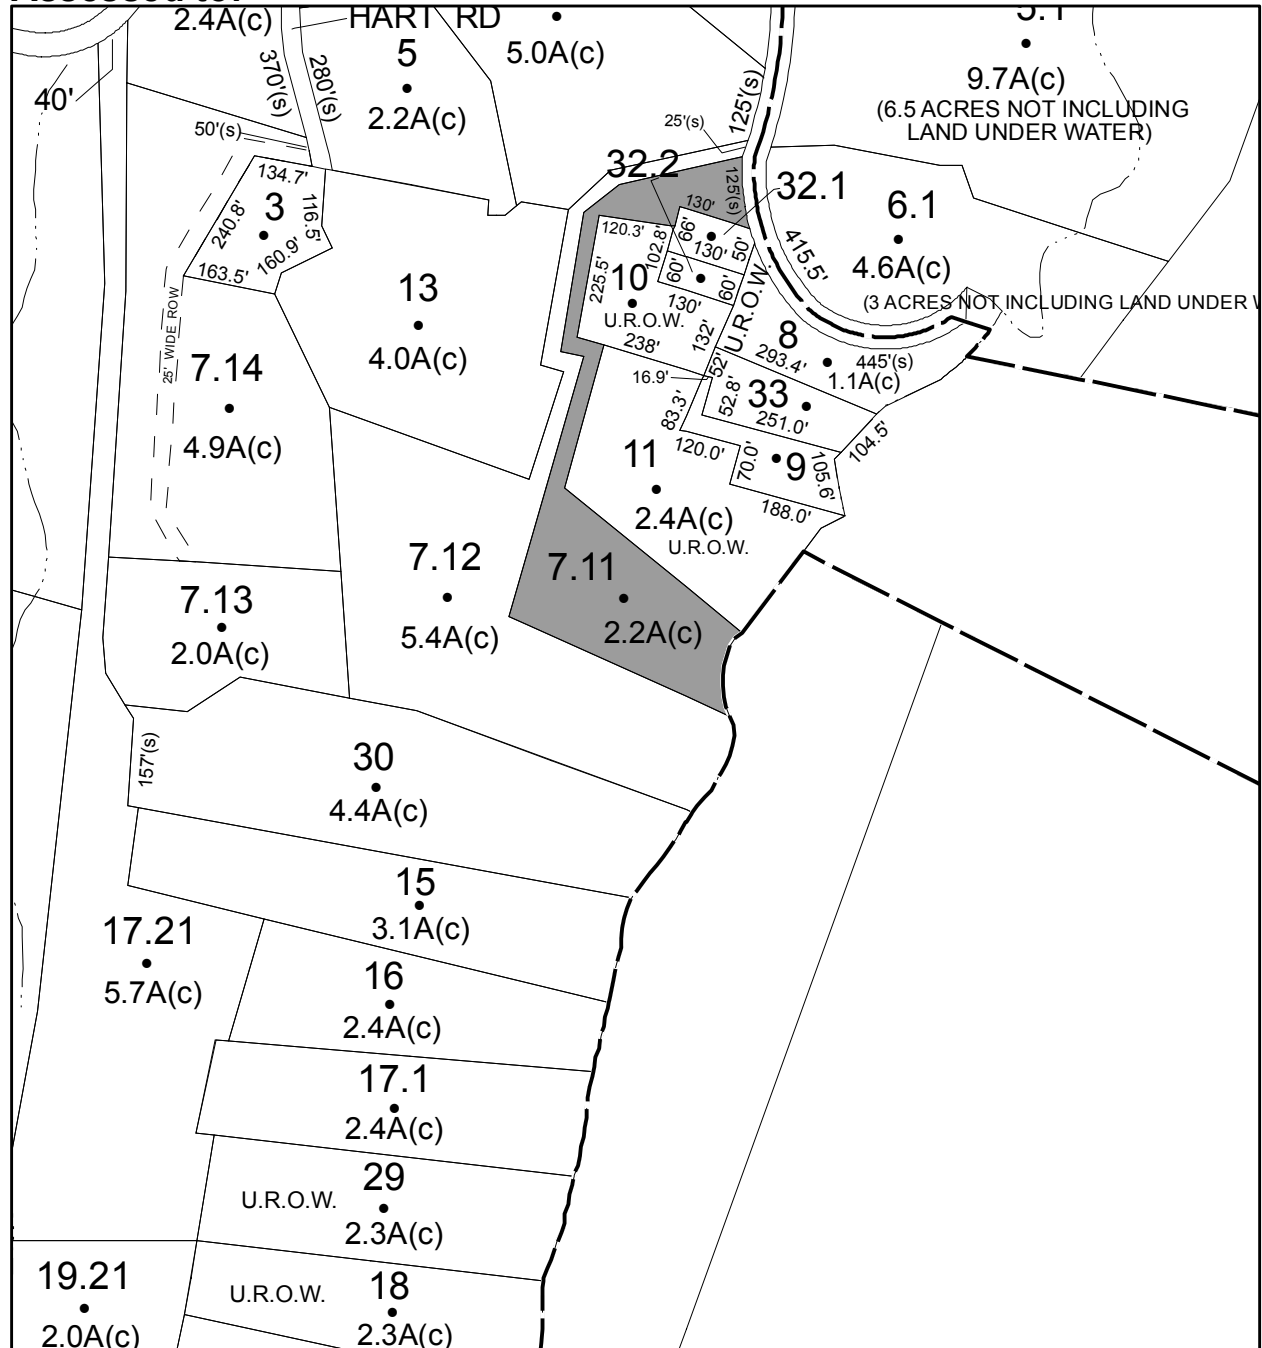 2.4A(c)
HART RD
5
2.2A(c)
5.0A(c)
9.7A(c)
(6.5 ACRES NOT INCLUDING
LAND UNDER WATER)
40'
370'(s)
280'(s)
50'(s)
125'(s)
25'(s)
32.2
125'(s)
32.1
6.1
4.6A(c)
(3 ACRES NOT INCLUDING LAND UNDER
415.5'
134.7'
3
116.5'
240.8'
160.9'
163.5'
25' WIDE ROW
13
4.0A(c)
130'
66'
120.3'
102.8'
130'
50'
60'
60'
10
225.5'
U.R.O.W.
130'
238'
132'
U.R.O.W.
8
293.4'
445'(s)
1.1A(c)
7.14
4.9A(c)
16.9'
52'
52.8'
33
251.0'
83.3'
120.0'
104.5'
70.0'
9
105.6'
188.0'
11
2.4A(c)
U.R.O.W.
7.12
5.4A(c)
7.11
2.2A(c)
7.13
2.0A(c)
157'(s)
30
4.4A(c)
15
3.1A(c)
17.21
5.7A(c)
16
2.4A(c)
17.1
2.4A(c)
29
U.R.O.W.
2.3A(c)
19.21
2.0A(c)
U.R.O.W.
18
2.3A(c)